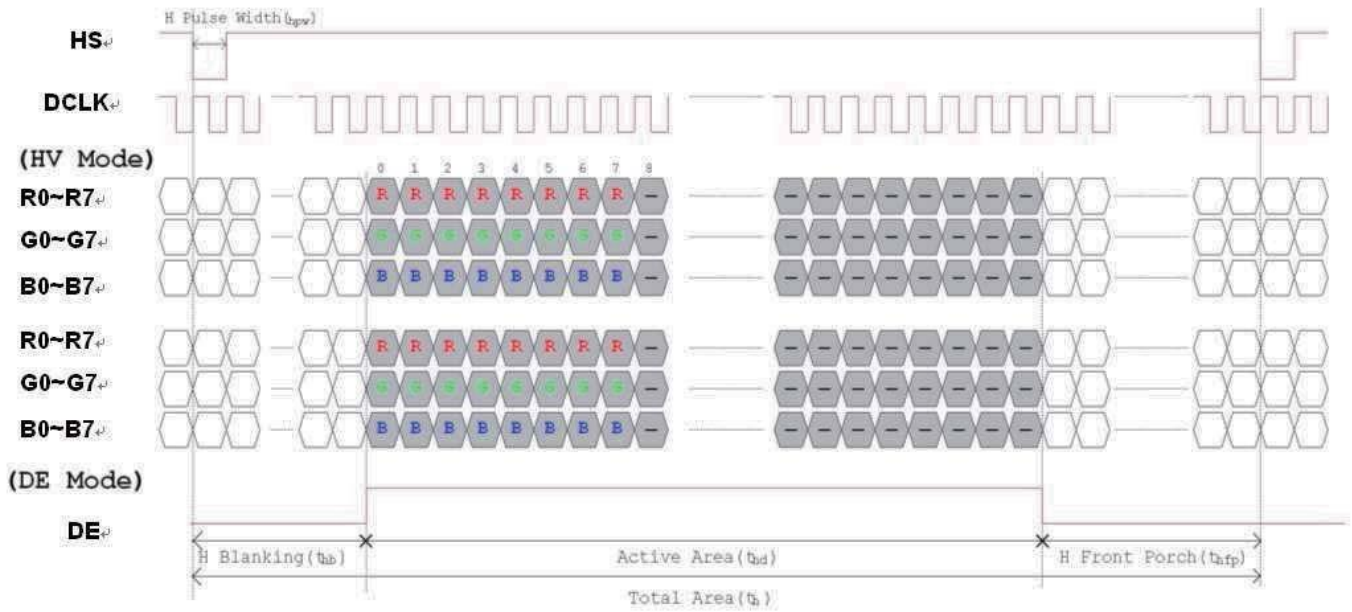 H Pulse Width(thpw)
HS↵
DCLK↵
(HV Mode)
0 1 2 3 4 5 6 7 8
R0~R7↵ R R R R R R R R — — — — — — — — —
G0~G7↵ G G G G G G G G — — — — — — — — —
B0~B7↵ B B B B B B B B — — — — — — — — —
R0~R7↵ R R R R R R R R — — — — — — — — —
G0~G7↵ G G G G G G G G — — — — — — — — —
B0~B7↵ B B B B B B B B — — — — — — — — —
(DE Mode)
DE↵
H Blanking(thb) Active Area(thd) H Front Porch(thfp)
Total Area(th)